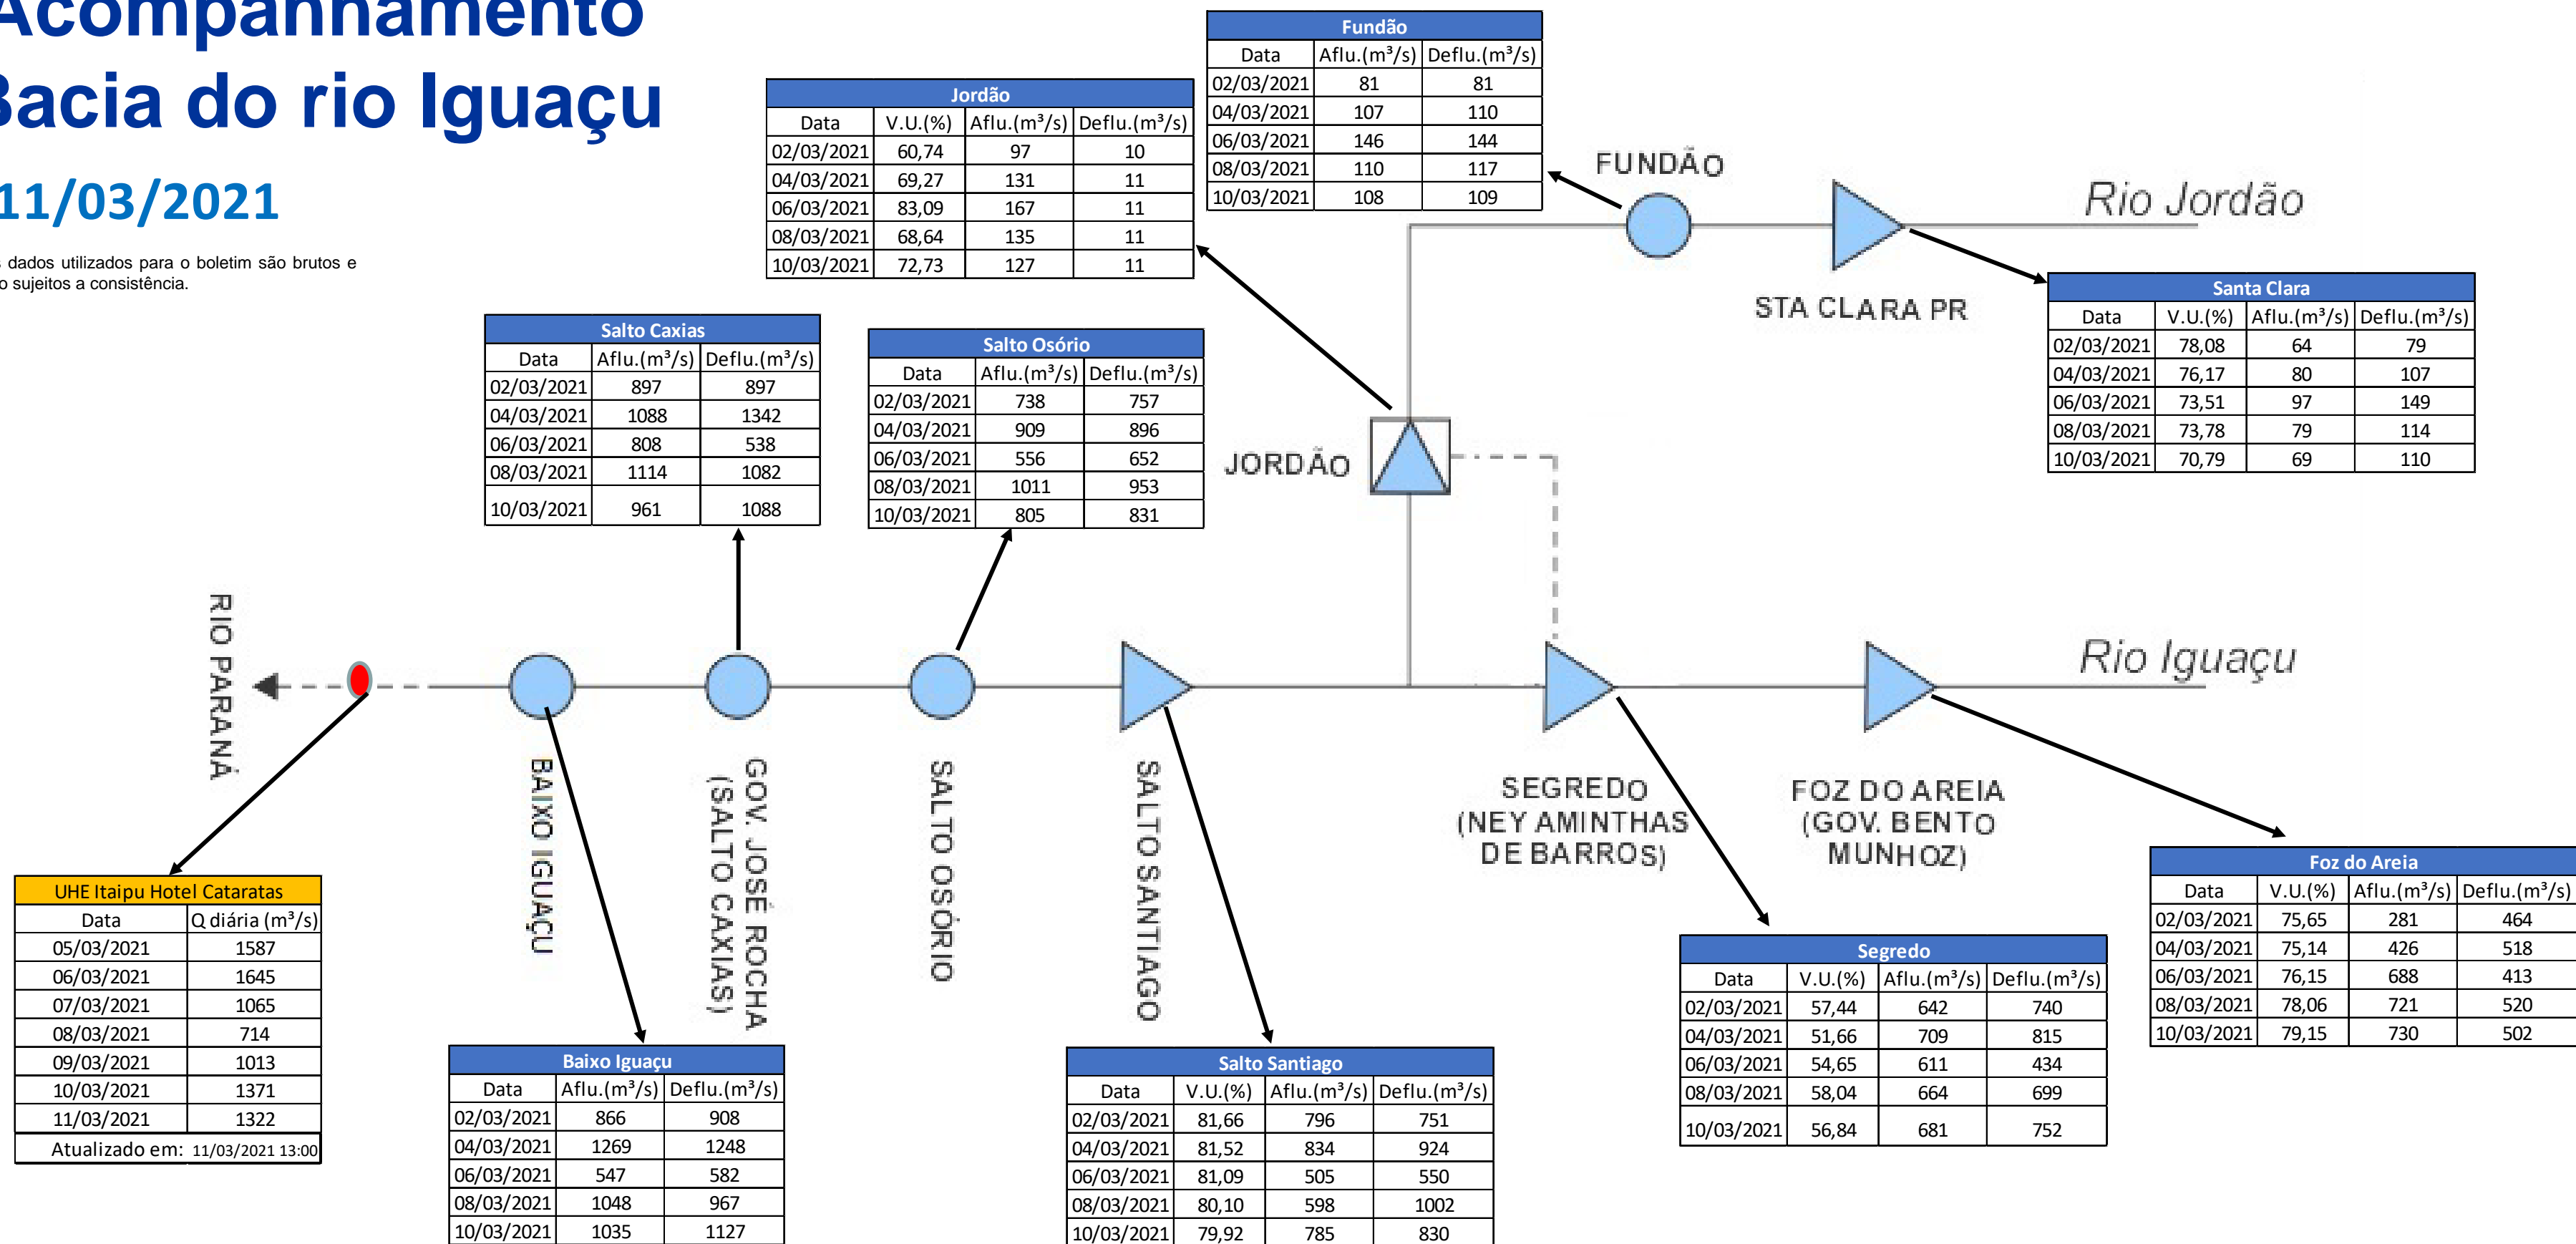 Acompanhamento
Bacia do rio Iguaçu
11/03/2021
s dados utilizados para o boletim são brutos e
o sujeitos a consistência.
Fundão
Data Aflu.(m³/s) Deflu.(m³/s)
02/03/2021 81 81
04/03/2021 107 110
06/03/2021 146 144
08/03/2021 110 117
10/03/2021 108 109
Jordão
Data V.U.(%) Aflu.(m³/s) Deflu.(m³/s)
02/03/2021 60,74 97 10
04/03/2021 69,27 131 11
06/03/2021 83,09 167 11
08/03/2021 68,64 135 11
10/03/2021 72,73 127 11
FUNDÃO
Rio Jordão
STA CLARA PR
Santa Clara
Data V.U.(%) Aflu.(m³/s) Deflu.(m³/s)
02/03/2021 78,08 64 79
04/03/2021 76,17 80 107
06/03/2021 73,51 97 149
08/03/2021 73,78 79 114
10/03/2021 70,79 69 110
Salto Caxias
Data Aflu.(m³/s) Deflu.(m³/s)
02/03/2021 897 897
04/03/2021 1088 1342
06/03/2021 808 538
08/03/2021 1114 1082
10/03/2021 961 1088
Salto Osório
Data Aflu.(m³/s) Deflu.(m³/s)
02/03/2021 738 757
04/03/2021 909 896
06/03/2021 556 652
08/03/2021 1011 953
10/03/2021 805 831
JORDÃO
RIO PARANÁ
Rio Iguaçu
BAIXO IGUAÇU
GOV. JOSÉ ROCHA
(SALTO CAXIAS)
SALTO OSÓRIO
SALTO SANTIAGO
SEGREDO
(NEY AMINTHAS
DE BARROS)
FOZ DO AREIA
(GOV. BENTO
MUNHOZ)
UHE Itaipu Hotel Cataratas
Data Q diária (m³/s)
05/03/2021 1587
06/03/2021 1645
07/03/2021 1065
08/03/2021 714
09/03/2021 1013
10/03/2021 1371
11/03/2021 1322
Atualizado em: 11/03/2021 13:00
Baixo Iguaçu
Data Aflu.(m³/s) Deflu.(m³/s)
02/03/2021 866 908
04/03/2021 1269 1248
06/03/2021 547 582
08/03/2021 1048 967
10/03/2021 1035 1127
Salto Santiago
Data V.U.(%) Aflu.(m³/s) Deflu.(m³/s)
02/03/2021 81,66 796 751
04/03/2021 81,52 834 924
06/03/2021 81,09 505 550
08/03/2021 80,10 598 1002
10/03/2021 79,92 785 830
Segredo
Data V.U.(%) Aflu.(m³/s) Deflu.(m³/s)
02/03/2021 57,44 642 740
04/03/2021 51,66 709 815
06/03/2021 54,65 611 434
08/03/2021 58,04 664 699
10/03/2021 56,84 681 752
Foz do Areia
Data V.U.(%) Aflu.(m³/s) Deflu.(m³/s)
02/03/2021 75,65 281 464
04/03/2021 75,14 426 518
06/03/2021 76,15 688 413
08/03/2021 78,06 721 520
10/03/2021 79,15 730 502